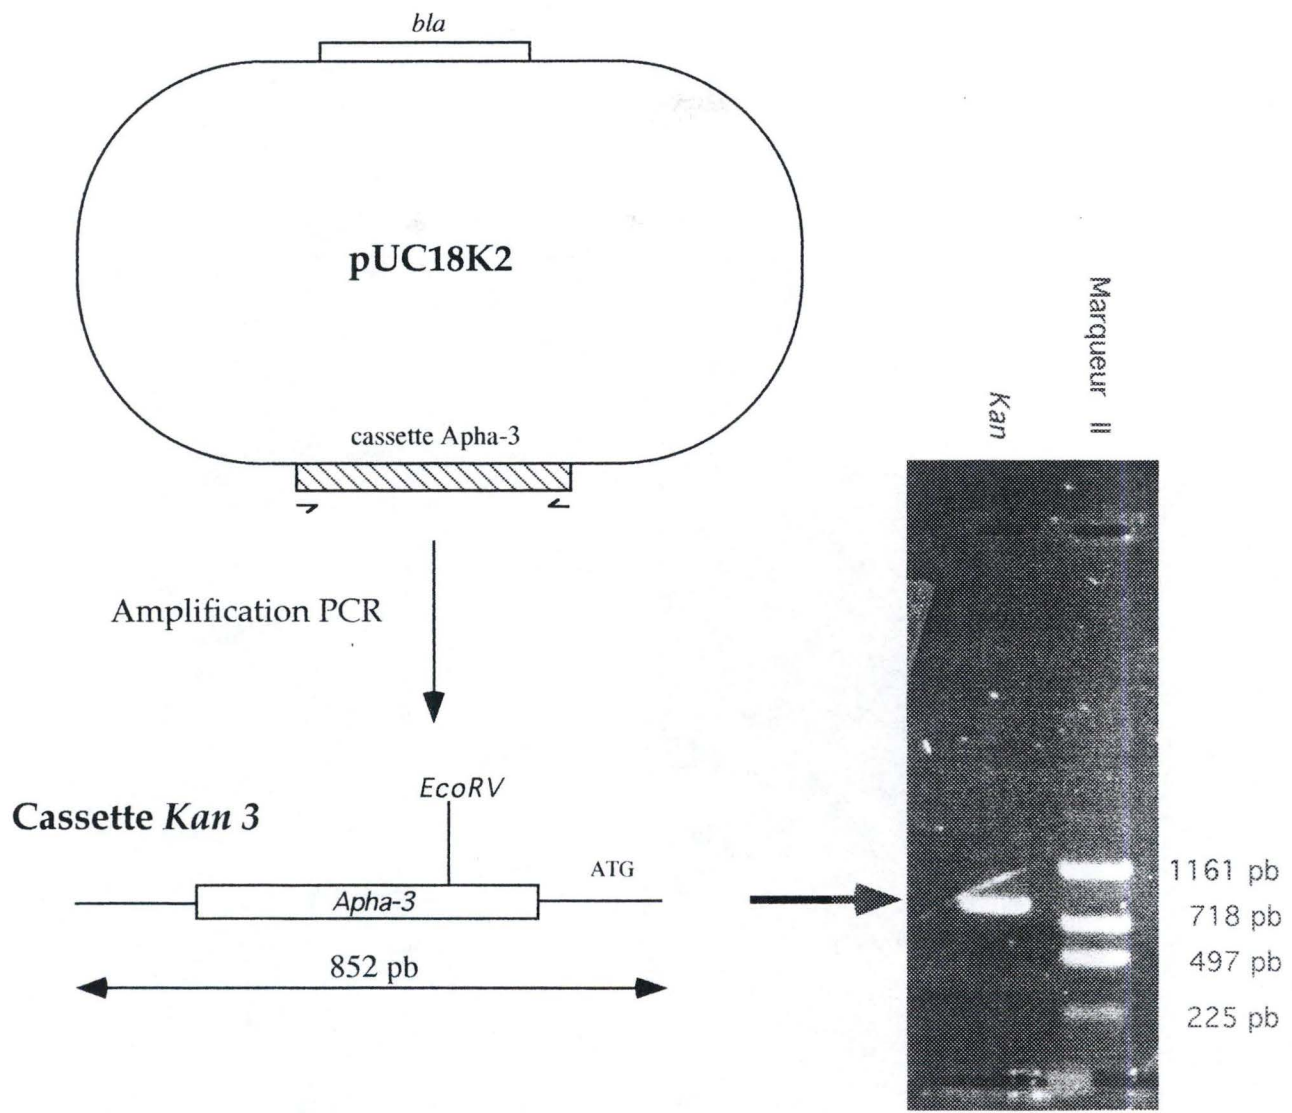 bla
pUC18K2
cassette Apha-3
Amplification PCR
EcoRV
Cassette Kan 3
ATG
Apha-3
852 pb
Kan
Marqueur II
1161 pb
718 pb
497 pb
225 pb